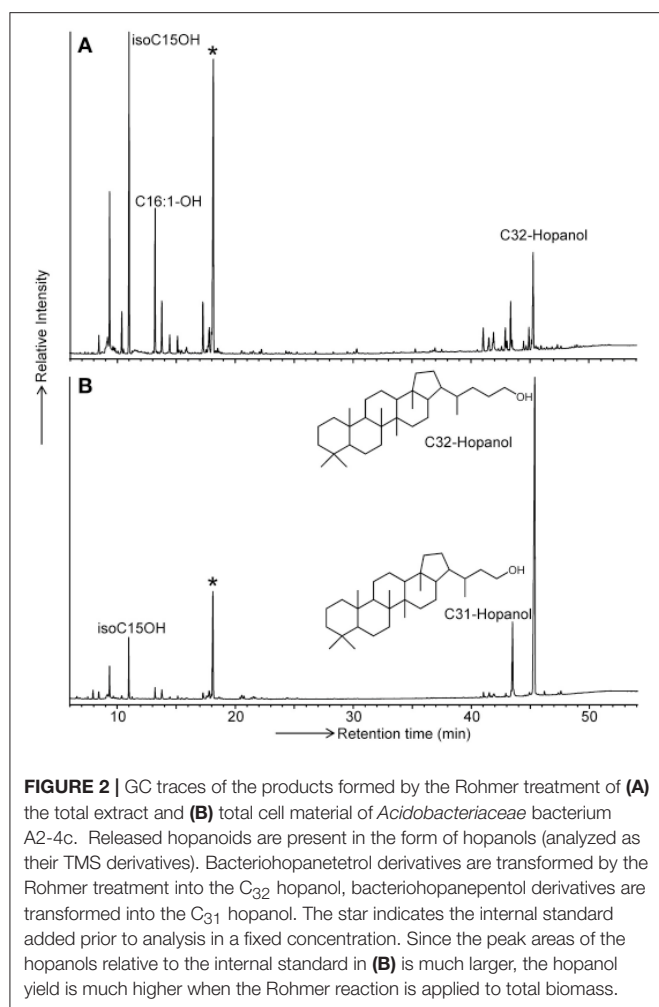 A
isoC15OH
*
C16:1-OH
C32-Hopanol
Relative Intensity
B
OH
C32-Hopanol
OH
C31-Hopanol
isoC15OH
*
10 20 30 40 50
Retention time (min)
FIGURE 2 | GC traces of the products formed by the Rohmer treatment of (A)
the total extract and (B) total cell material of Acidobacteriaceae bacterium
A2-4c. Released hopanoids are present in the form of hopanols (analyzed as
their TMS derivatives). Bacteriohopanetetrol derivatives are transformed by the
Rohmer treatment into the C32 hopanol, bacteriohopanepentol derivatives are
transformed into the C31 hopanol. The star indicates the internal standard
added prior to analysis in a fixed concentration. Since the peak areas of the
hopanols relative to the internal standard in (B) is much larger, the hopanol
yield is much higher when the Rohmer reaction is applied to total biomass.